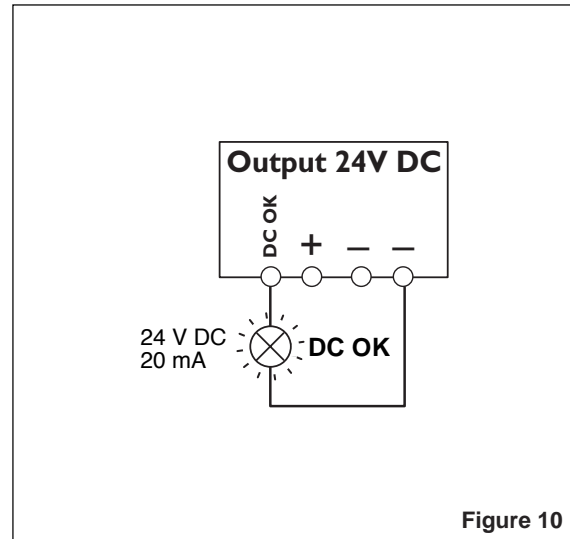 Output 24V DC
DC OK
+ – –
24 V DC
20 mA
DC OK
Figure 10